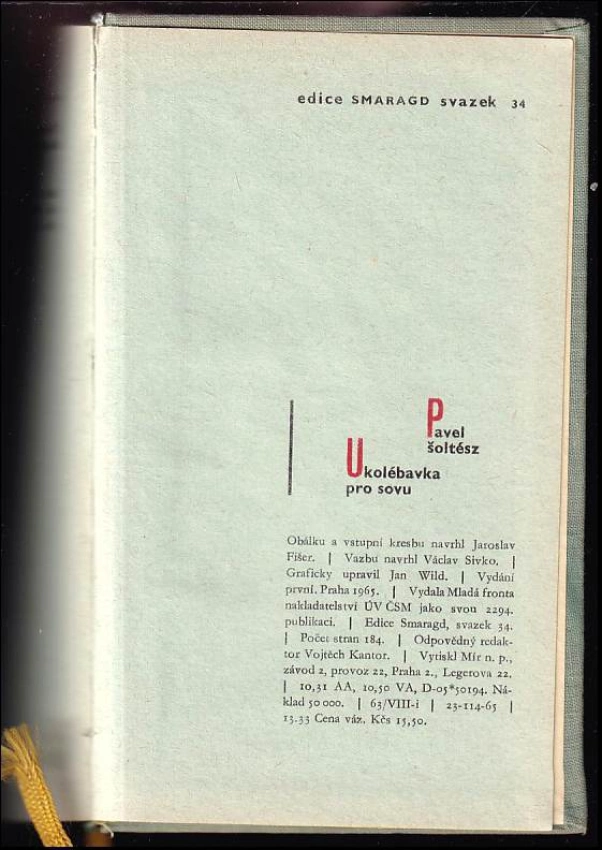 edice SMARAGD svazek 34
Pavel
šoltész
Ukolébavka
pro sovu
Obálku a vstupní kresbu navrhl Jaroslav
Fišer. | Vazbu navrhl Václav Sivko. |
Graficky upravil Jan Wild. | Vydání
první. Praha 1965. | Vydala Mladá fronta
nakladatelství ÚV ČSM jako svou 2294.
publikaci. | Edice Smaragd, svazek 34.
| Počet stran 184. | Odpovědný redak-
tor Vojtěch Kantor. | Vytiskl Mír n. p.,
závod 2, provoz 22, Praha 2., Legerova 22.
| 10,31 AA, 10,50 VA, D-05*50194. Ná-
klad 50 000. | 63/VIII-i | 23-114-65 |
13.33 Cena váz. Kčs 15,50.